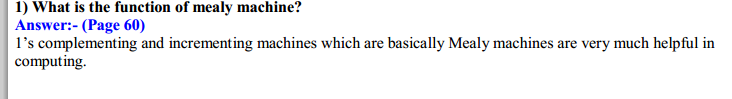 1) What is the function of mealy machine?
Answer:- (Page 60)
1’s complementing and incrementing machines which are basically Mealy machines are very much helpful in
computing.